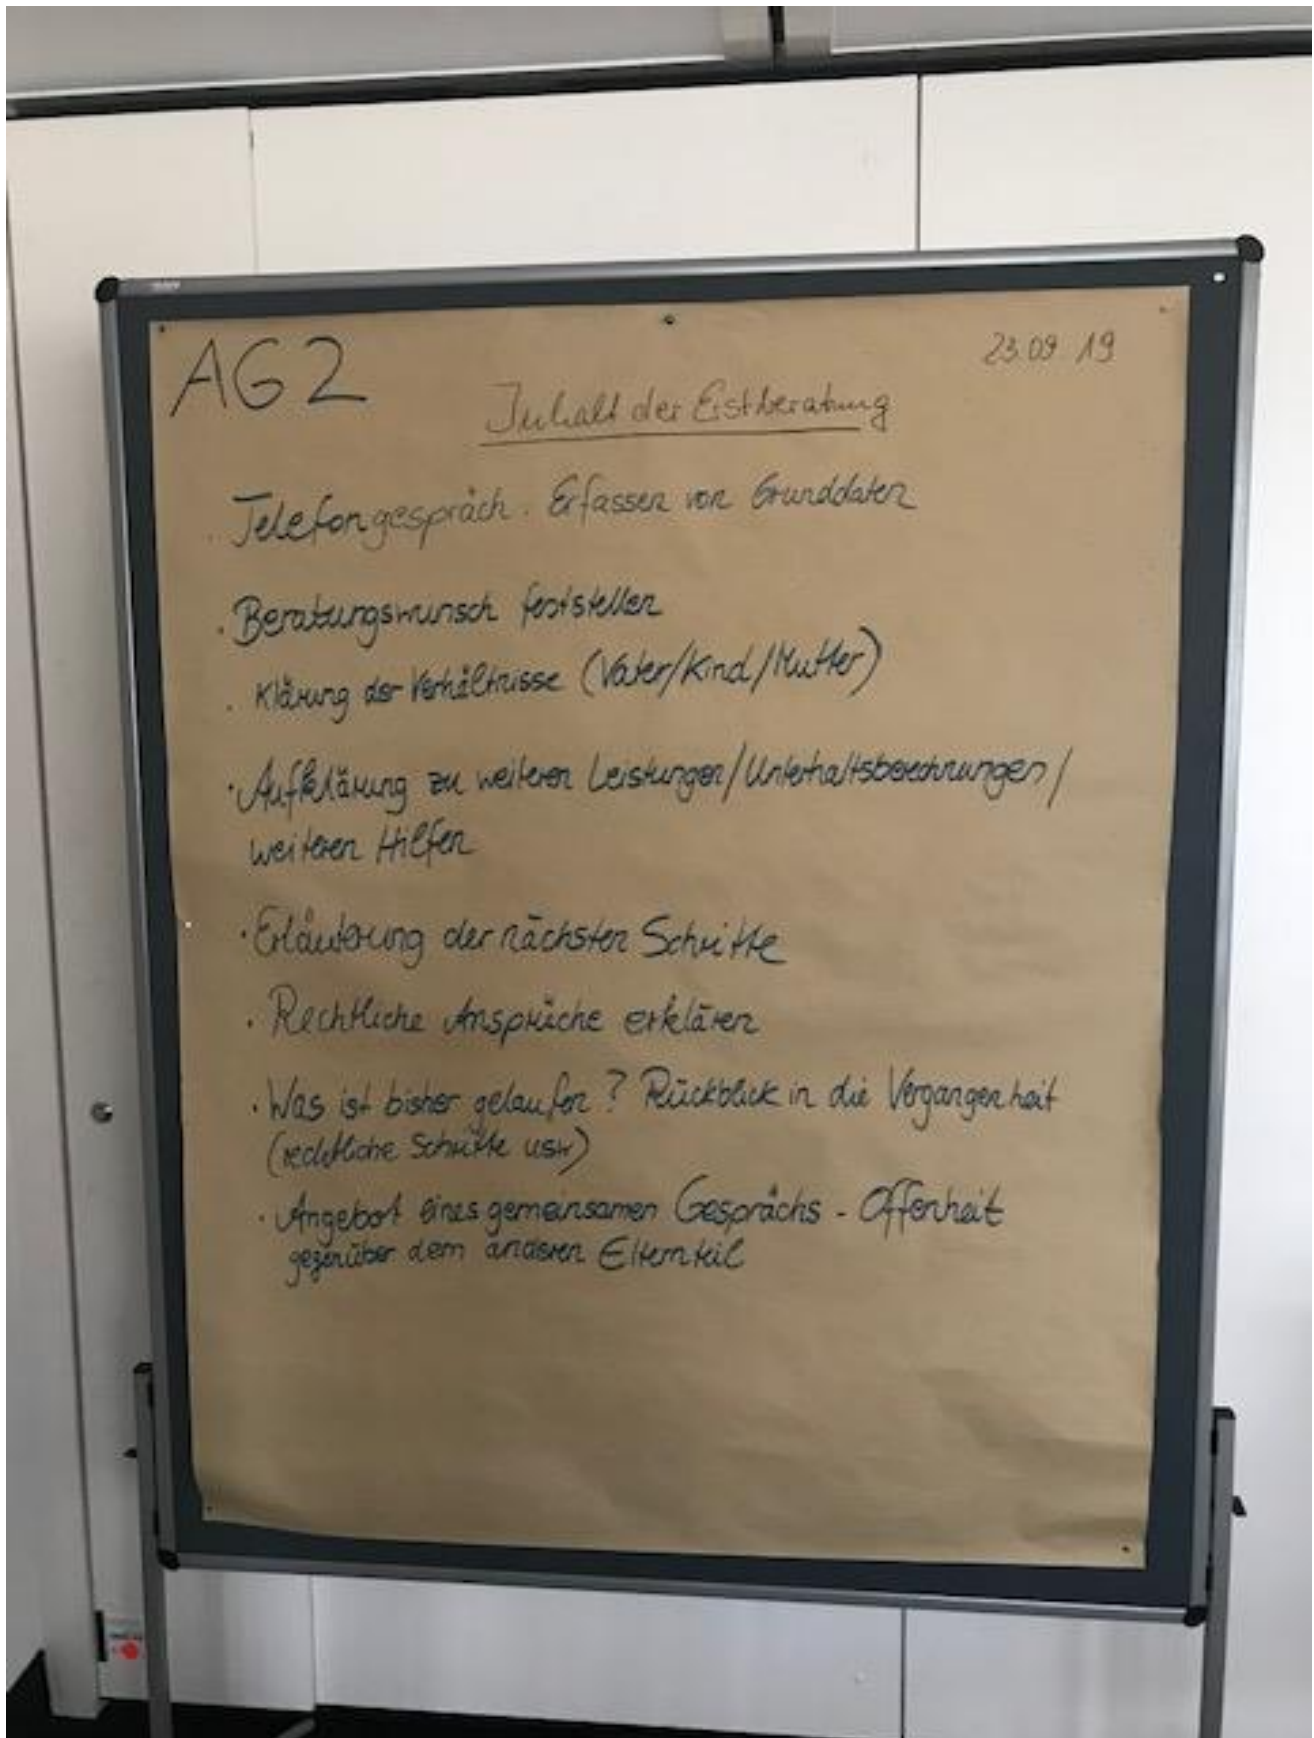 AG2
23.09 19
Inhalt der Erstberatung
· Telefongespräch. Erfassen von Grunddaten
· Beratungswunsch feststellen
· Klärung der Verhältnisse (Vater/Kind/Mutter)
· Aufklärung zu weiteren Leistungen/Unterhaltsberechnungen/
weiteren Hilfen
· Erläuterung der nächsten Schritte
· Rechtliche Ansprüche erklären
· Was ist bisher gelaufen? Rückblick in die Vergangenheit
(rechtliche Schritte usw)
· Angebot eines gemeinsamen Gesprächs - Offenheit
gegenüber dem anderen Elternteil